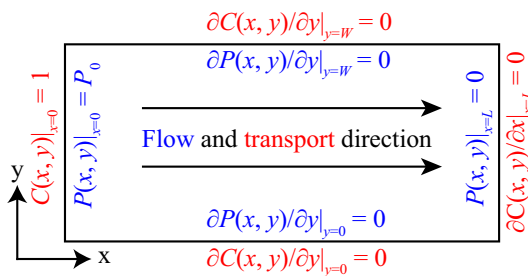 ∂C(x, y)/∂y|y=W = 0
∂P(x, y)/∂y|y=W = 0
C(x, y)|x=0 = 1
P(x, y)|x=0 = P0
Flow and transport direction
P(x, y)|x=L = 0
∂C(x, y)/∂x|x=L = 0
y
x
∂P(x, y)/∂y|y=0 = 0
∂C(x, y)/∂y|y=0 = 0